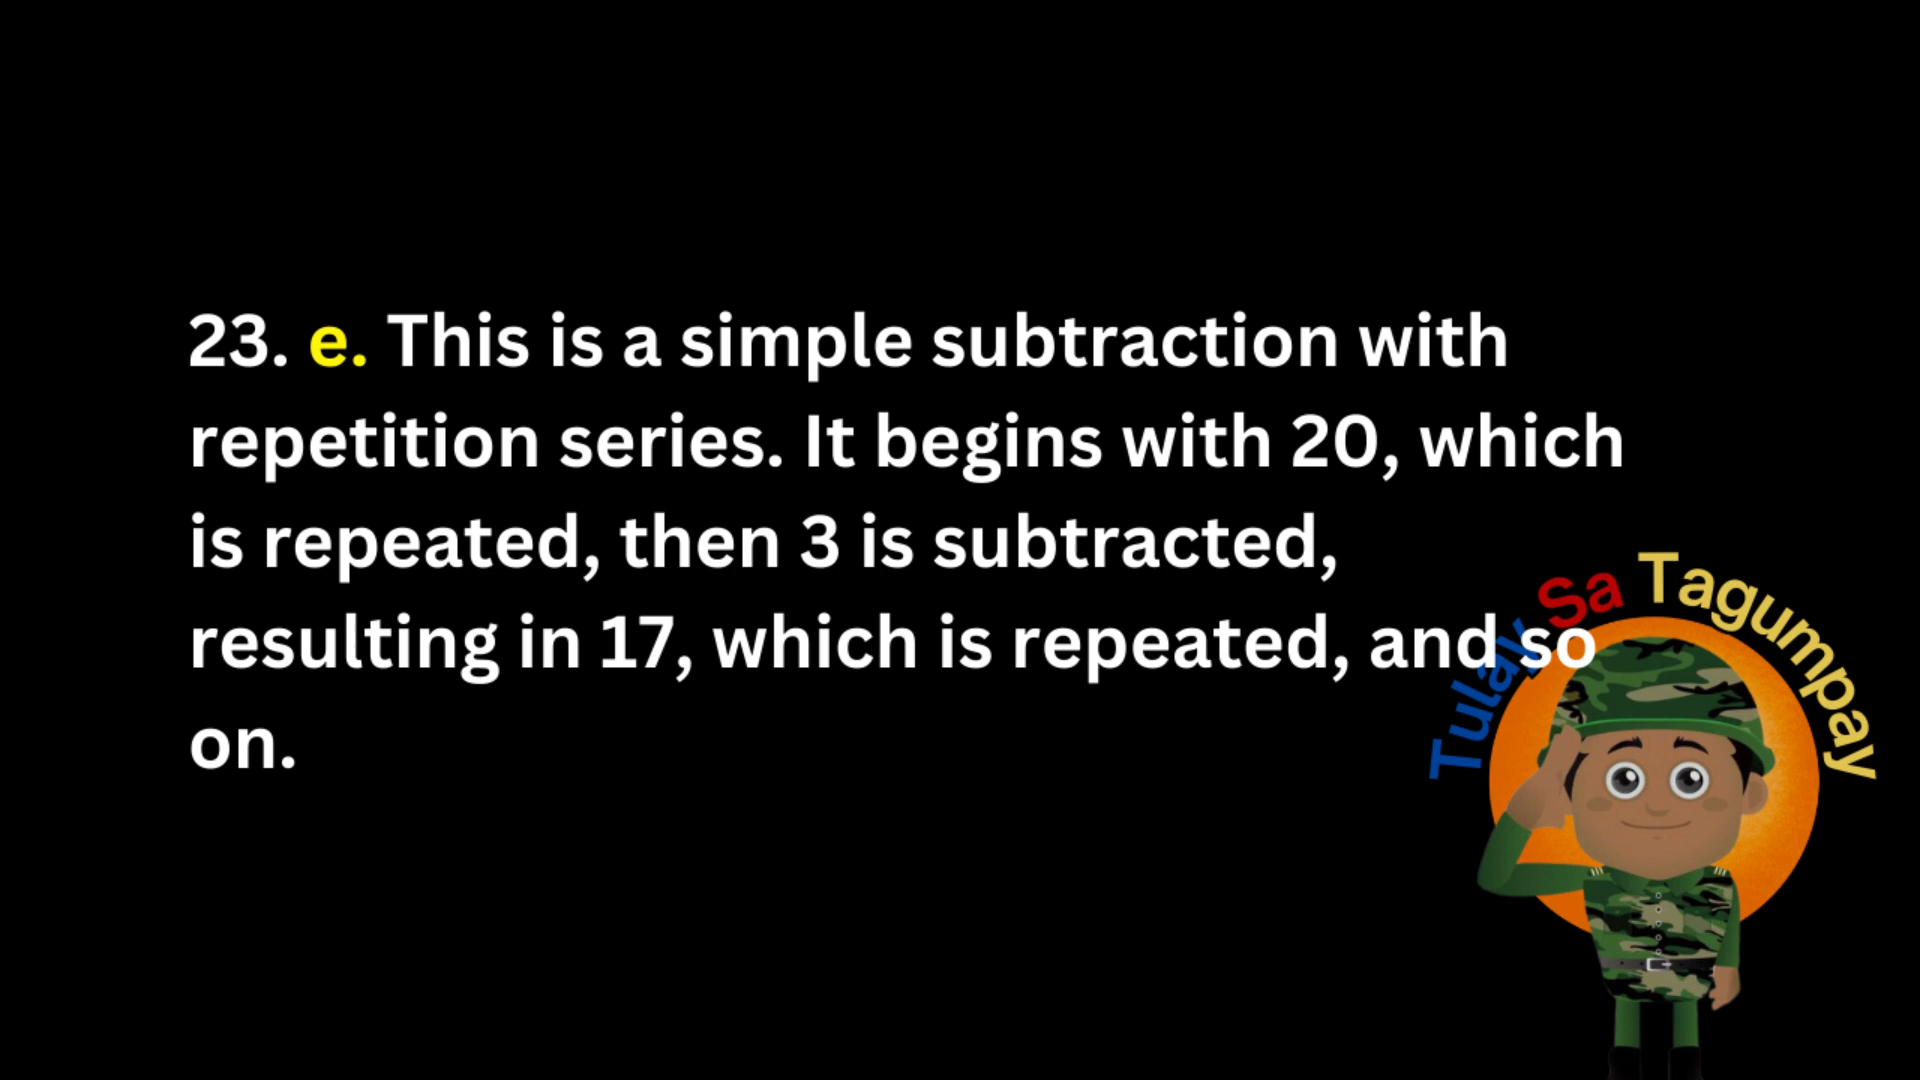 23. e. This is a simple subtraction with
repetition series. It begins with 20, which
is repeated, then 3 is subtracted,
resulting in 17, which is repeated, and so
on.
Tulay Sa Tagumpay